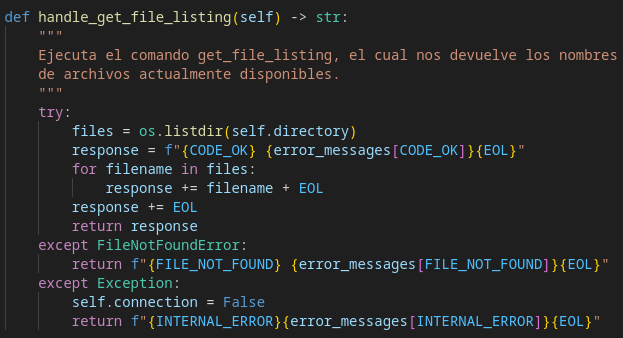 def handle_get_file_listing(self) -> str:
    """
    Ejecuta el comando get_file_listing, el cual nos devuelve los nombres
    de archivos actualmente disponibles.
    """
    try:
        files = os.listdir(self.directory)
        response = f"{CODE_OK} {error_messages[CODE_OK]}{EOL}"
        for filename in files:
            response += filename + EOL
        response += EOL
        return response
    except FileNotFoundError:
        return f"{FILE_NOT_FOUND} {error_messages[FILE_NOT_FOUND]}{EOL}"
    except Exception:
        self.connection = False
        return f"{INTERNAL_ERROR}{error_messages[INTERNAL_ERROR]}{EOL}"